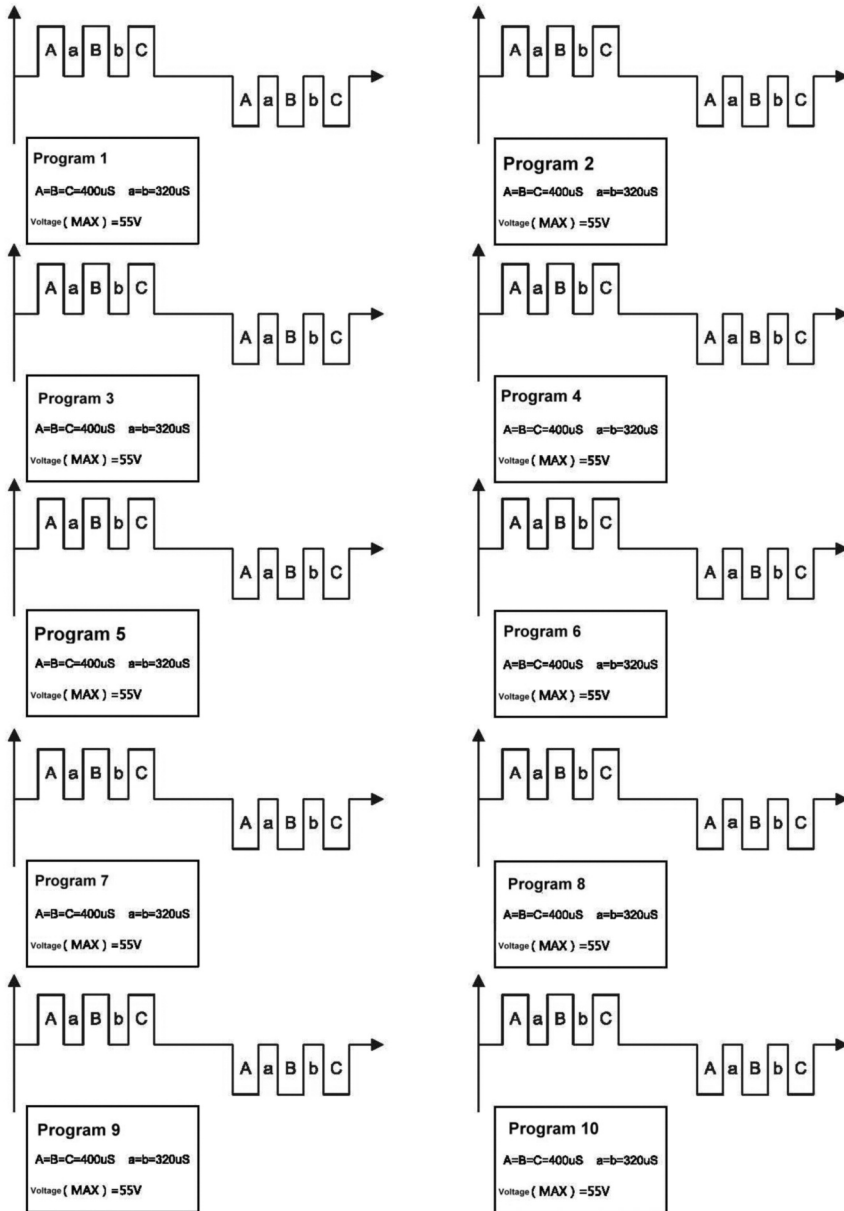 A a B b C
A a B b C
Program 1
A=B=C=400uS a=b=320uS
Voltage ( MAX ) =55V
A a B b C
A a B b C
Program 2
A=B=C=400uS a=b=320uS
Voltage ( MAX ) =55V
A a B b C
A a B b C
Program 3
A=B=C=400uS a=b=320uS
Voltage ( MAX ) =55V
A a B b C
A a B b C
Program 4
A=B=C=400uS a=b=320uS
Voltage ( MAX ) =55V
A a B b C
A a B b C
Program 5
A=B=C=400uS a=b=320uS
Voltage ( MAX ) =55V
A a B b C
A a B b C
Program 6
A=B=C=400uS a=b=320uS
Voltage ( MAX ) =55V
A a B b C
A a B b C
Program 7
A=B=C=400uS a=b=320uS
Voltage ( MAX ) =55V
A a B b C
A a B b C
Program 8
A=B=C=400uS a=b=320uS
Voltage ( MAX ) =55V
A a B b C
A a B b C
Program 9
A=B=C=400uS a=b=320uS
Voltage ( MAX ) =55V
A a B b C
A a B b C
Program 10
A=B=C=400uS a=b=320uS
Voltage ( MAX ) =55V